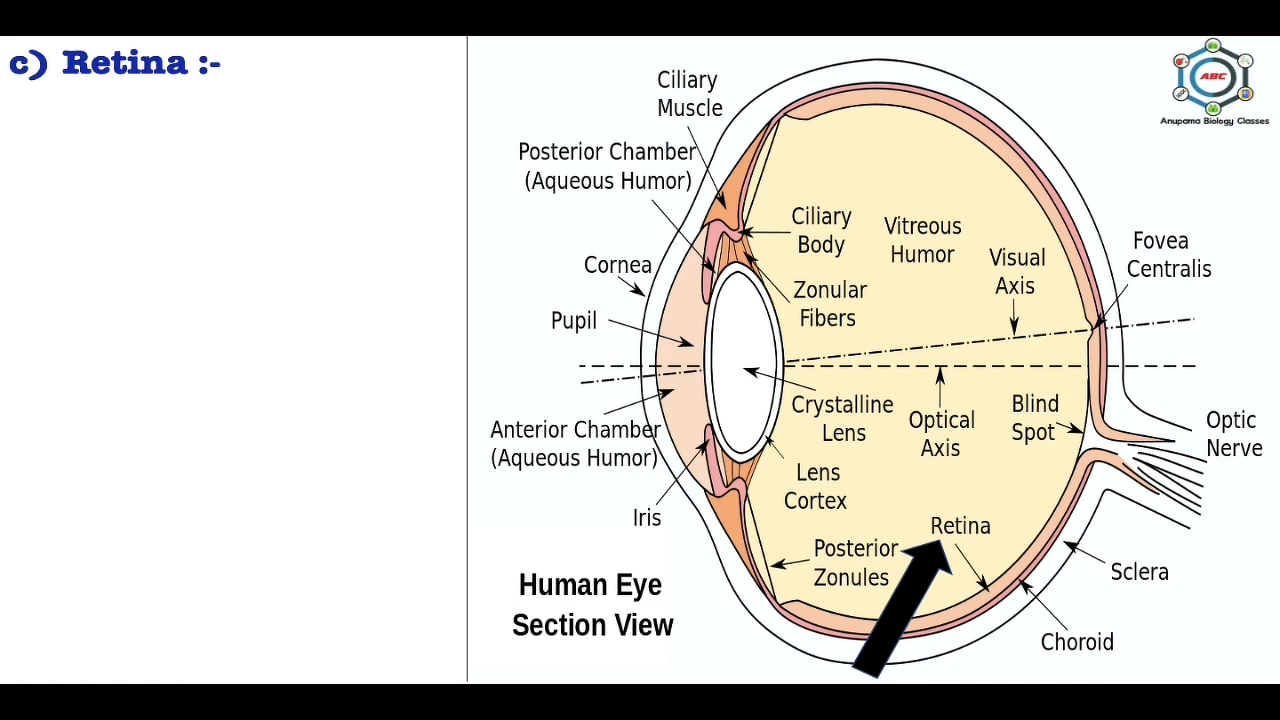 c) Retina :-
ABC
Anupama Biology Classes
Ciliary
Muscle
Posterior Chamber
(Aqueous Humor)
Cornea
Pupil
Anterior Chamber
(Aqueous Humor)
Iris
Ciliary
Body
Zonular
Fibers
Vitreous
Humor
Visual
Axis
Fovea
Centralis
Crystalline
Lens
Optical
Axis
Blind
Spot
Optic
Nerve
Lens
Cortex
Retina
Posterior
Zonules
Sclera
Choroid
Human Eye
Section View